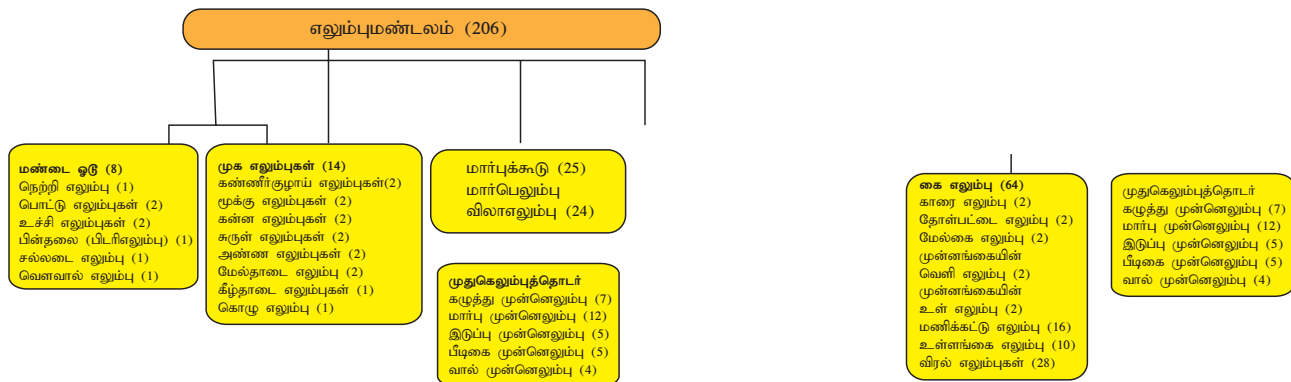 எலும்புமண்டலம் (206)
மண்டை ஓடு (8)
நெற்றி எலும்பு (1)
பொட்டு எலும்புகள் (2)
உச்சி எலும்புகள் (2)
பின்தலை (பிடரிஎலும்பு) (1)
சல்லடை எலும்பு (1)
வௌவால் எலும்பு (1)
முக எலும்புகள் (14)
கண்ணீர்குழாய் எலும்புகள்(2)
மூக்கு எலும்புகள் (2)
கன்ன எலும்புகள் (2)
சுருள் எலும்புகள் (2)
அண்ண எலும்புகள் (2)
மேல்தாடை எலும்பு (2)
கீழ்தாடை எலும்புகள் (1)
கொழு எலும்பு (1)
மார்புக்கூடு (25)
மார்பெலும்பு
விலாஎலும்பு (24)
முதுகெலும்புத்தொடர்
கழுத்து முன்னெலும்பு (7)
மார்பு முன்னெலும்பு (12)
இடுப்பு முன்னெலும்பு (5)
பீடிகை முன்னெலும்பு (5)
வால் முன்னெலும்பு (4)
கை எலும்பு (64)
காரை எலும்பு (2)
தோள்பட்டை எலும்பு (2)
மேல்கை எலும்பு (2)
முன்னங்கையின்
வெளி எலும்பு (2)
முன்னங்கையின்
உள் எலும்பு (2)
மணிக்கட்டு எலும்பு (16)
உள்ளங்கை எலும்பு (10)
விரல் எலும்புகள் (28)
முதுகெலும்புத்தொடர்
கழுத்து முன்னெலும்பு (7)
மார்பு முன்னெலும்பு (12)
இடுப்பு முன்னெலும்பு (5)
பீடிகை முன்னெலும்பு (5)
வால் முன்னெலும்பு (4)